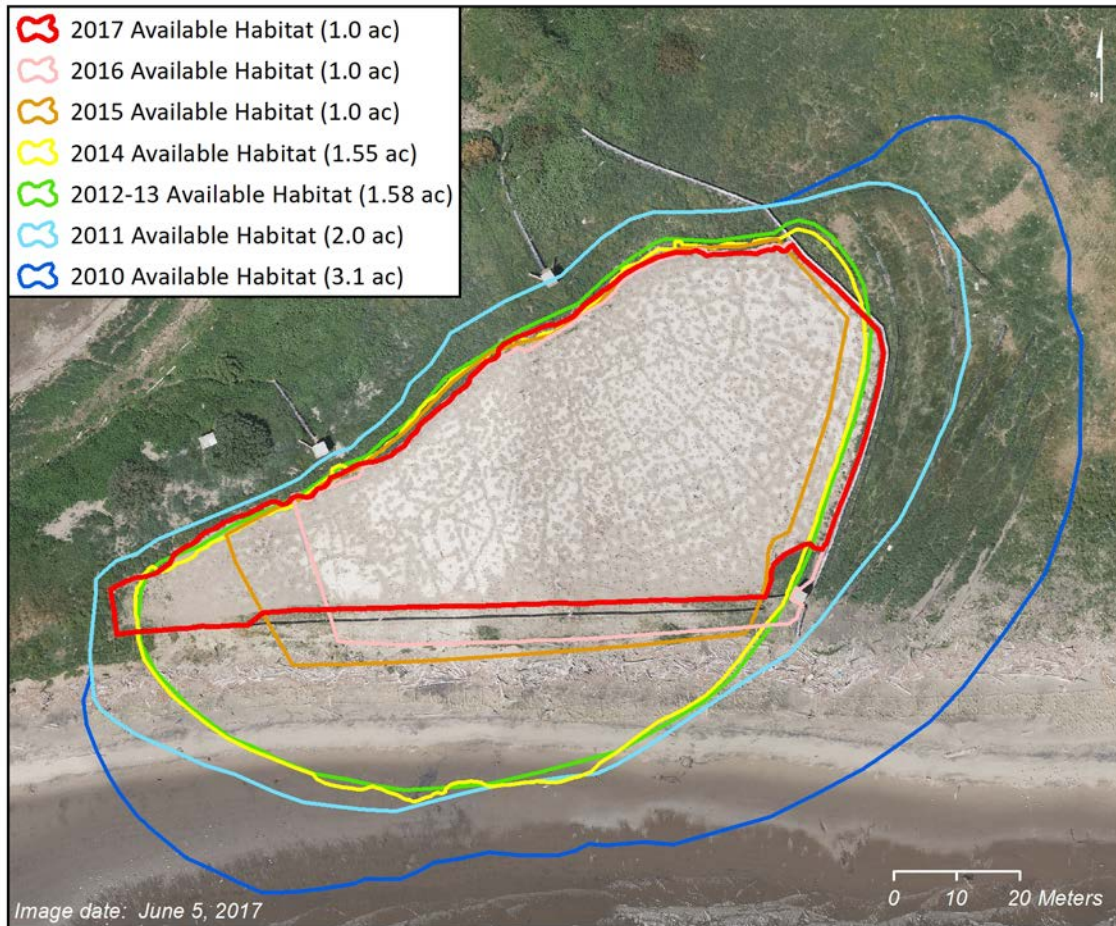 2017 Available Habitat (1.0 ac)
2016 Available Habitat (1.0 ac)
2015 Available Habitat (1.0 ac)
2014 Available Habitat (1.55 ac)
2012-13 Available Habitat (1.58 ac)
2011 Available Habitat (2.0 ac)
2010 Available Habitat (3.1 ac)
N
0 10 20 Meters
Image date: June 5, 2017